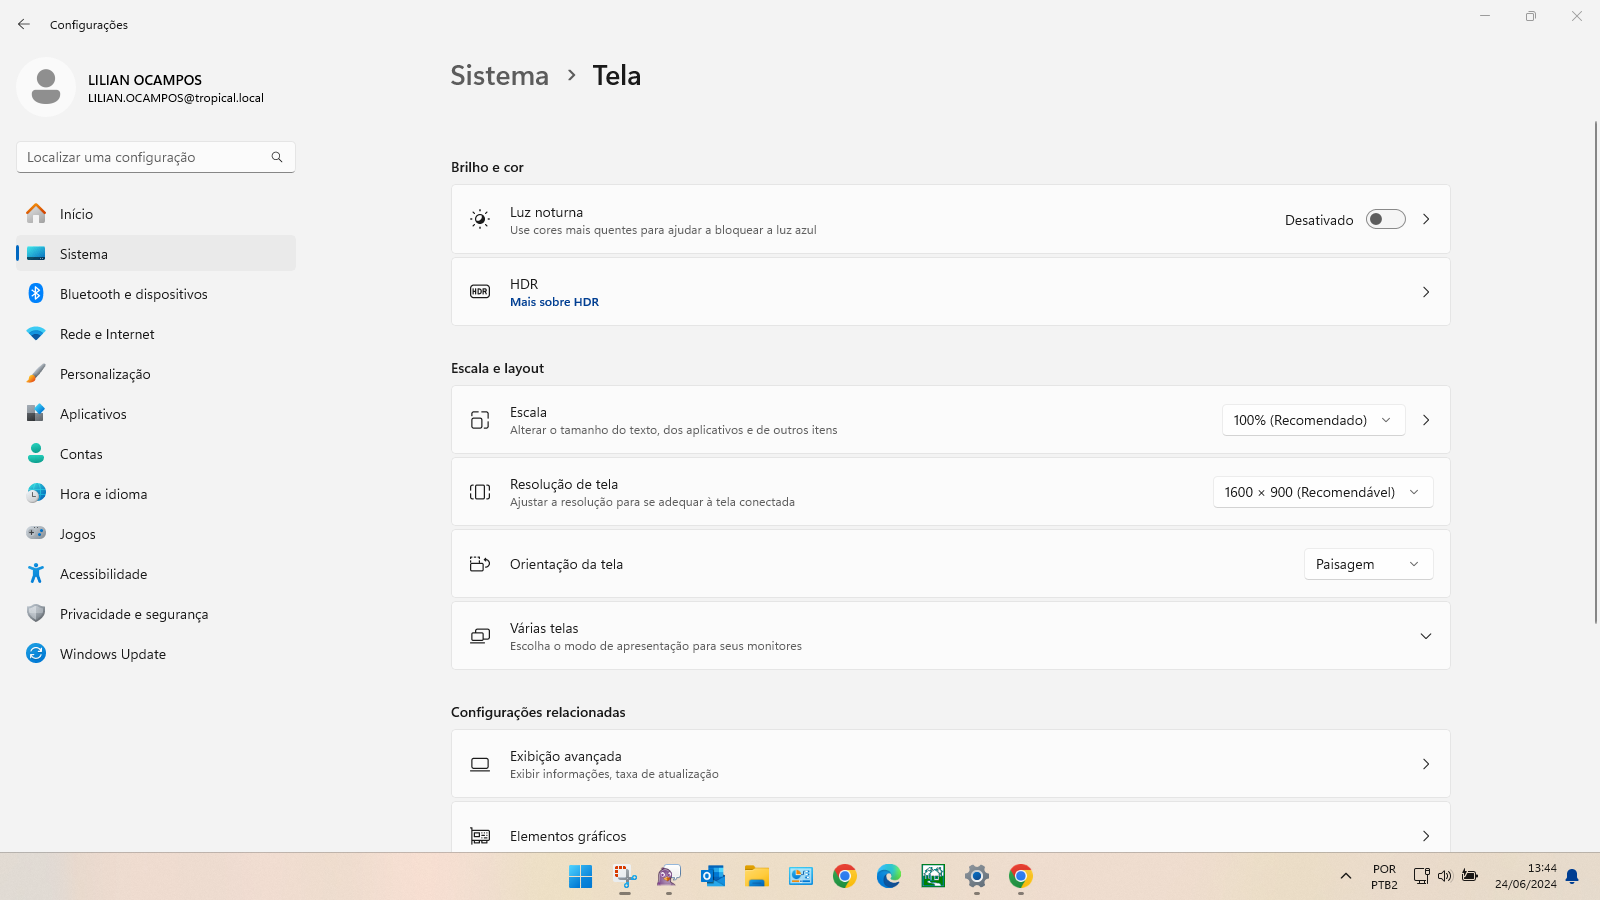 Configurações
LILIAN OCAMPOS
LILIAN.OCAMPOS@tropical.local
Localizar uma configuração
Início
Sistema
Bluetooth e dispositivos
Rede e Internet
Personalização
Aplicativos
Contas
Hora e idioma
Jogos
Acessibilidade
Privacidade e segurança
Windows Update
Sistema > Tela
Brilho e cor
Luz noturna
Use cores mais quentes para ajudar a bloquear a luz azul
Desativado
HDR
HDR
Mais sobre HDR
Escala e layout
Escala
Alterar o tamanho do texto, dos aplicativos e de outros itens
100% (Recomendado)
Resolução de tela
Ajustar a resolução para se adequar à tela conectada
1600 × 900 (Recomendável)
Orientação da tela
Paisagem
Várias telas
Escolha o modo de apresentação para seus monitores
Configurações relacionadas
Exibição avançada
Exibir informações, taxa de atualização
Elementos gráficos
POR
PTB2
13:44
24/06/2024